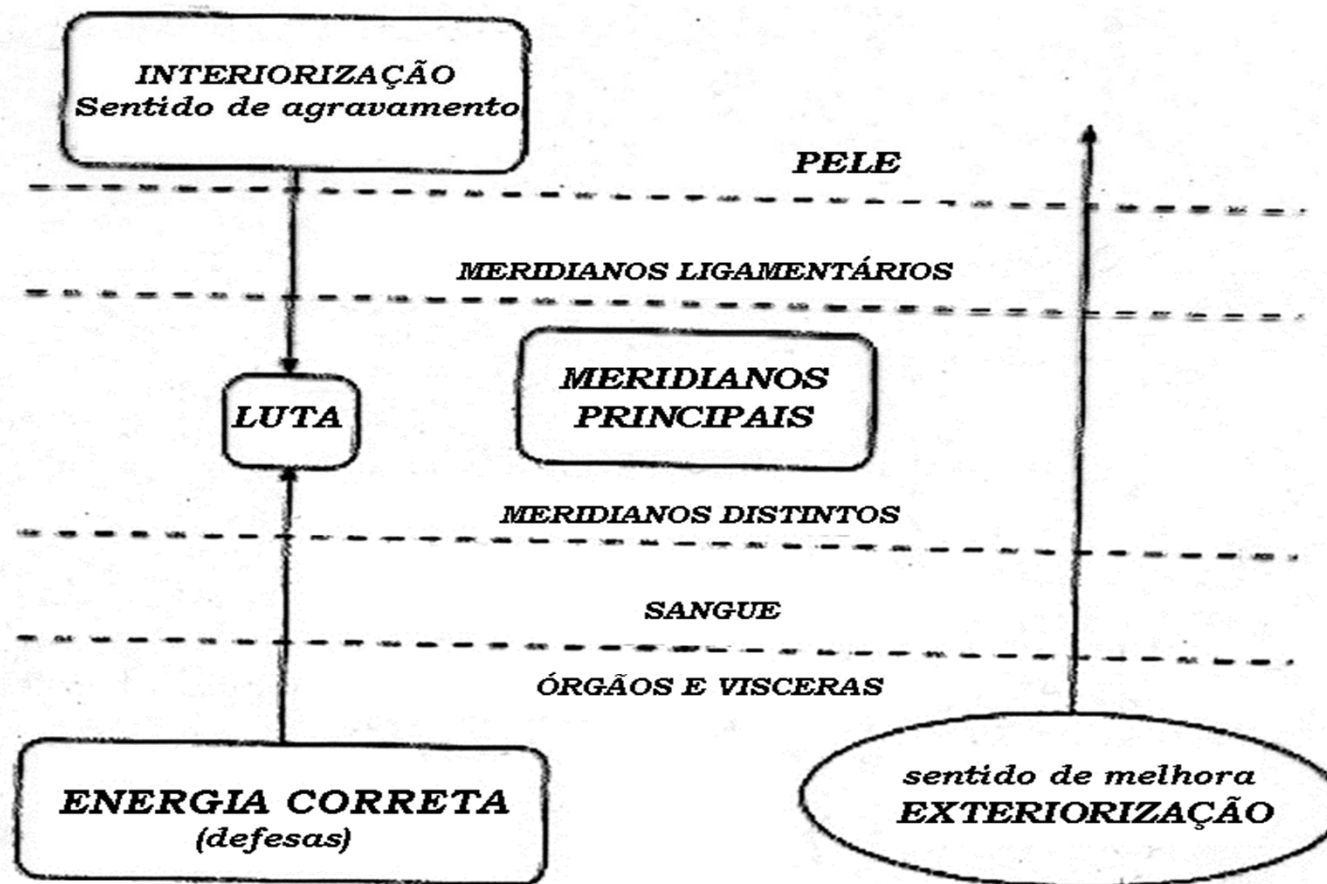 INTERIORIZAÇÃO
Sentido de agravamento
PELE
MERIDIANOS LIGAMENTÁRIOS
MERIDIANOS
PRINCIPAIS
LUTA
MERIDIANOS DISTINTOS
SANGUE
ÓRGÃOS E VISCERAS
ENERGIA CORRETA
(defesas)
sentido de melhora
EXTERIORIZAÇÃO